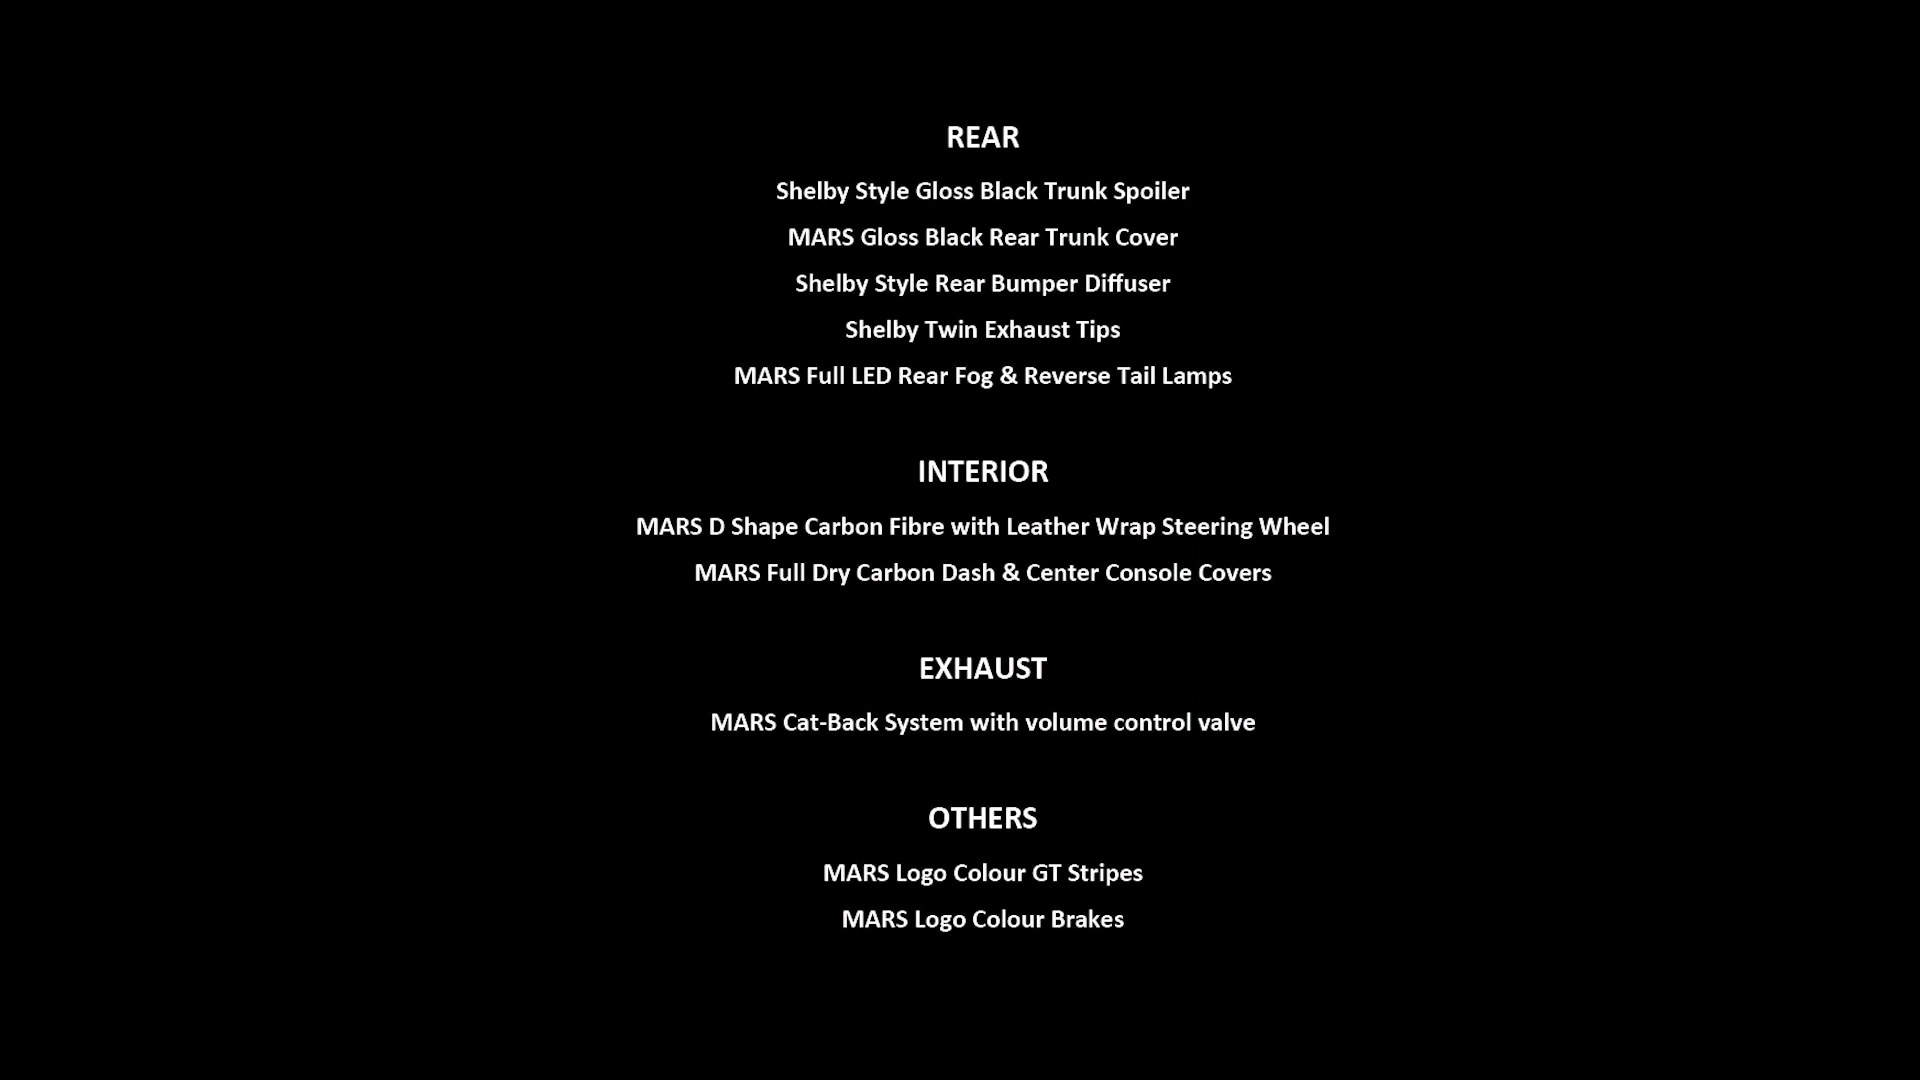 REAR
Shelby Style Gloss Black Trunk Spoiler
MARS Gloss Black Rear Trunk Cover
Shelby Style Rear Bumper Diffuser
Shelby Twin Exhaust Tips
MARS Full LED Rear Fog & Reverse Tail Lamps
INTERIOR
MARS D Shape Carbon Fibre with Leather Wrap Steering Wheel
MARS Full Dry Carbon Dash & Center Console Covers
EXHAUST
MARS Cat-Back System with volume control valve
OTHERS
MARS Logo Colour GT Stripes
MARS Logo Colour Brakes